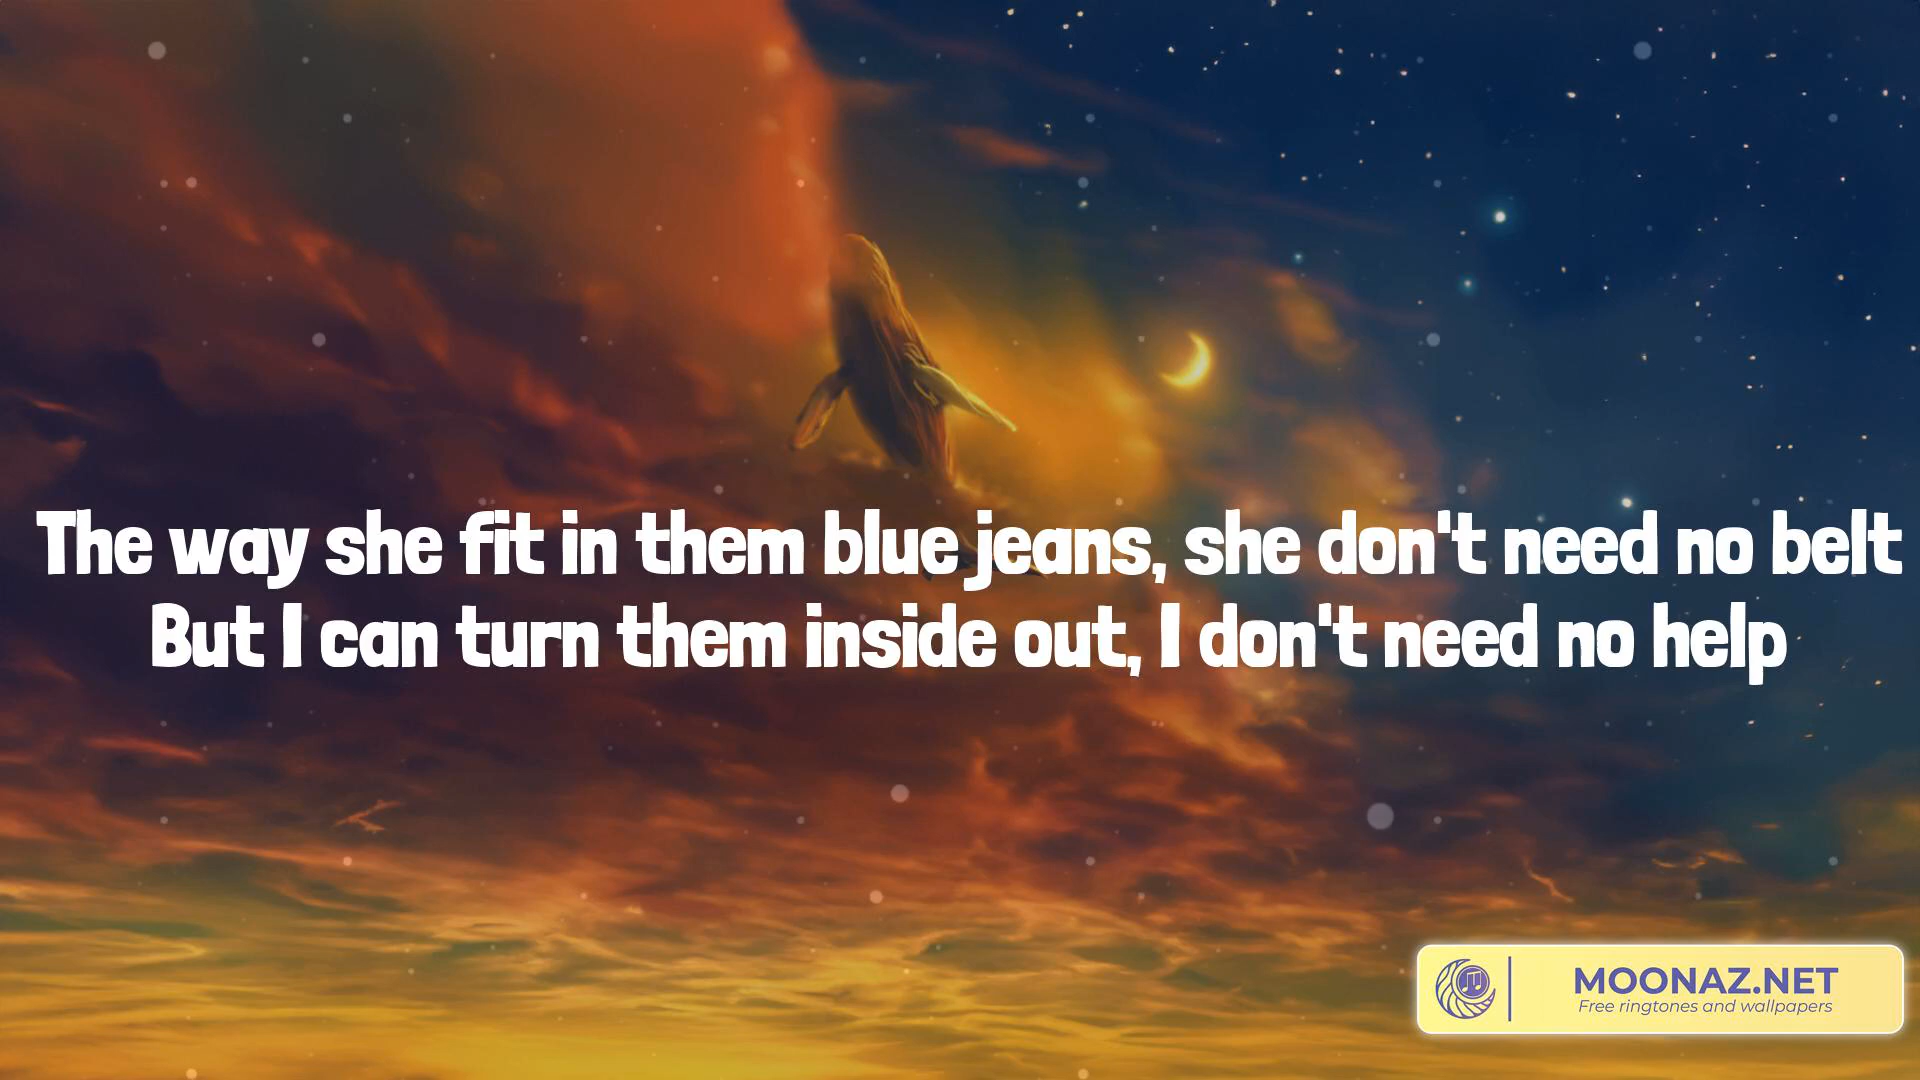 The way she fit in them blue jeans, she don't need no belt
But I can turn them inside out, I don't need no help
MOONAZ.NET
Free ringtones and wallpapers